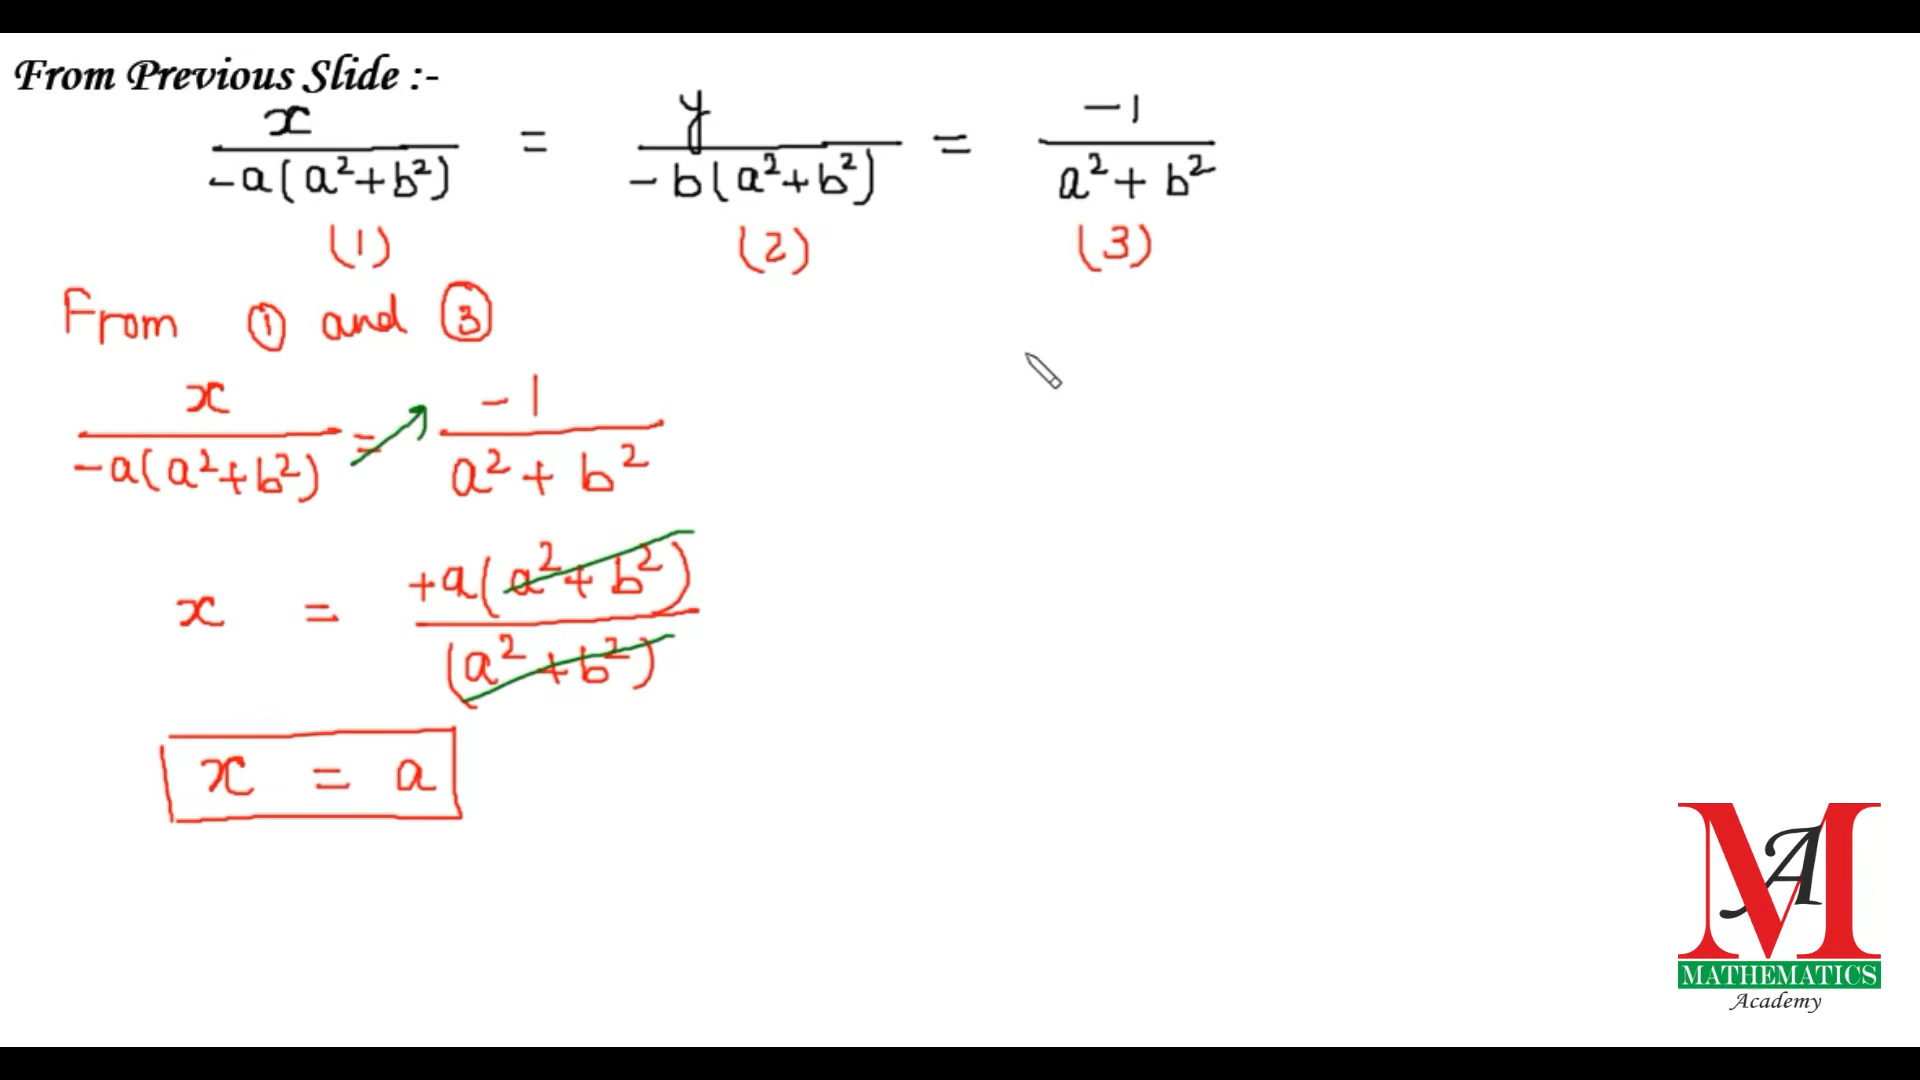 From Previous Slide :-
x/-a(a²+b²) = y/-b(a²+b²) = -1/a²+b²
(1) (2) (3)
From ① and ③
x/-a(a²+b²) = -1/a²+b²
x = +a(a²+b²)/(a²+b²)
x = a
MA
MATHEMATICS
Academy